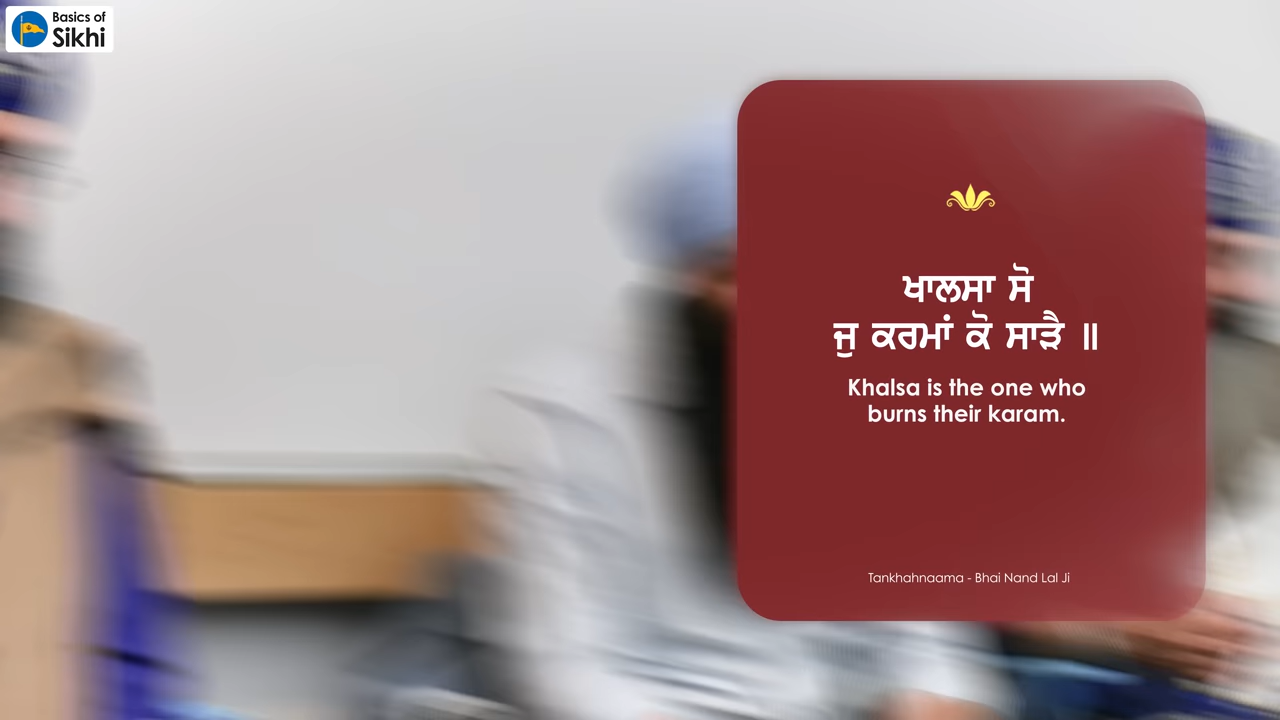 Basics of
Sikhi
ਖਾਲਸਾ ਸੋ
ਜੁ ਕਰਮਾਂ ਕੋ ਸਾੜੈ ॥
Khalsa is the one who
burns their karam.
Tankhahnaama - Bhai Nand Lal Ji